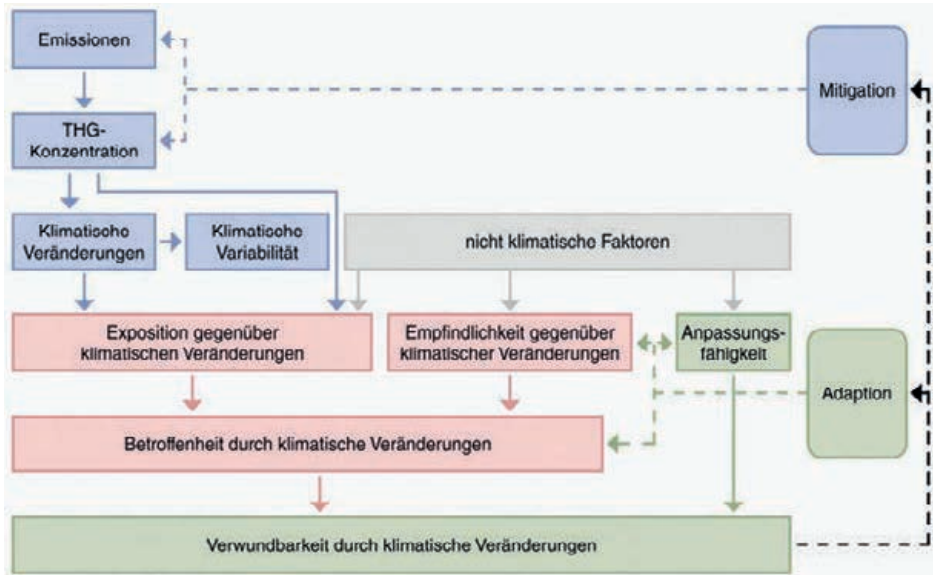 Emissionen
Mitigation
THG-
Konzentration
Klimatische
Veränderungen
Klimatische
Variabilität
nicht klimatische Faktoren
Exposition gegenüber
klimatischen Veränderungen
Empfindlichkeit gegenüber
klimatischer Veränderungen
Anpassungs-
fähigkeit
Adaption
Betroffenheit durch klimatische Veränderungen
Verwundbarkeit durch klimatische Veränderungen